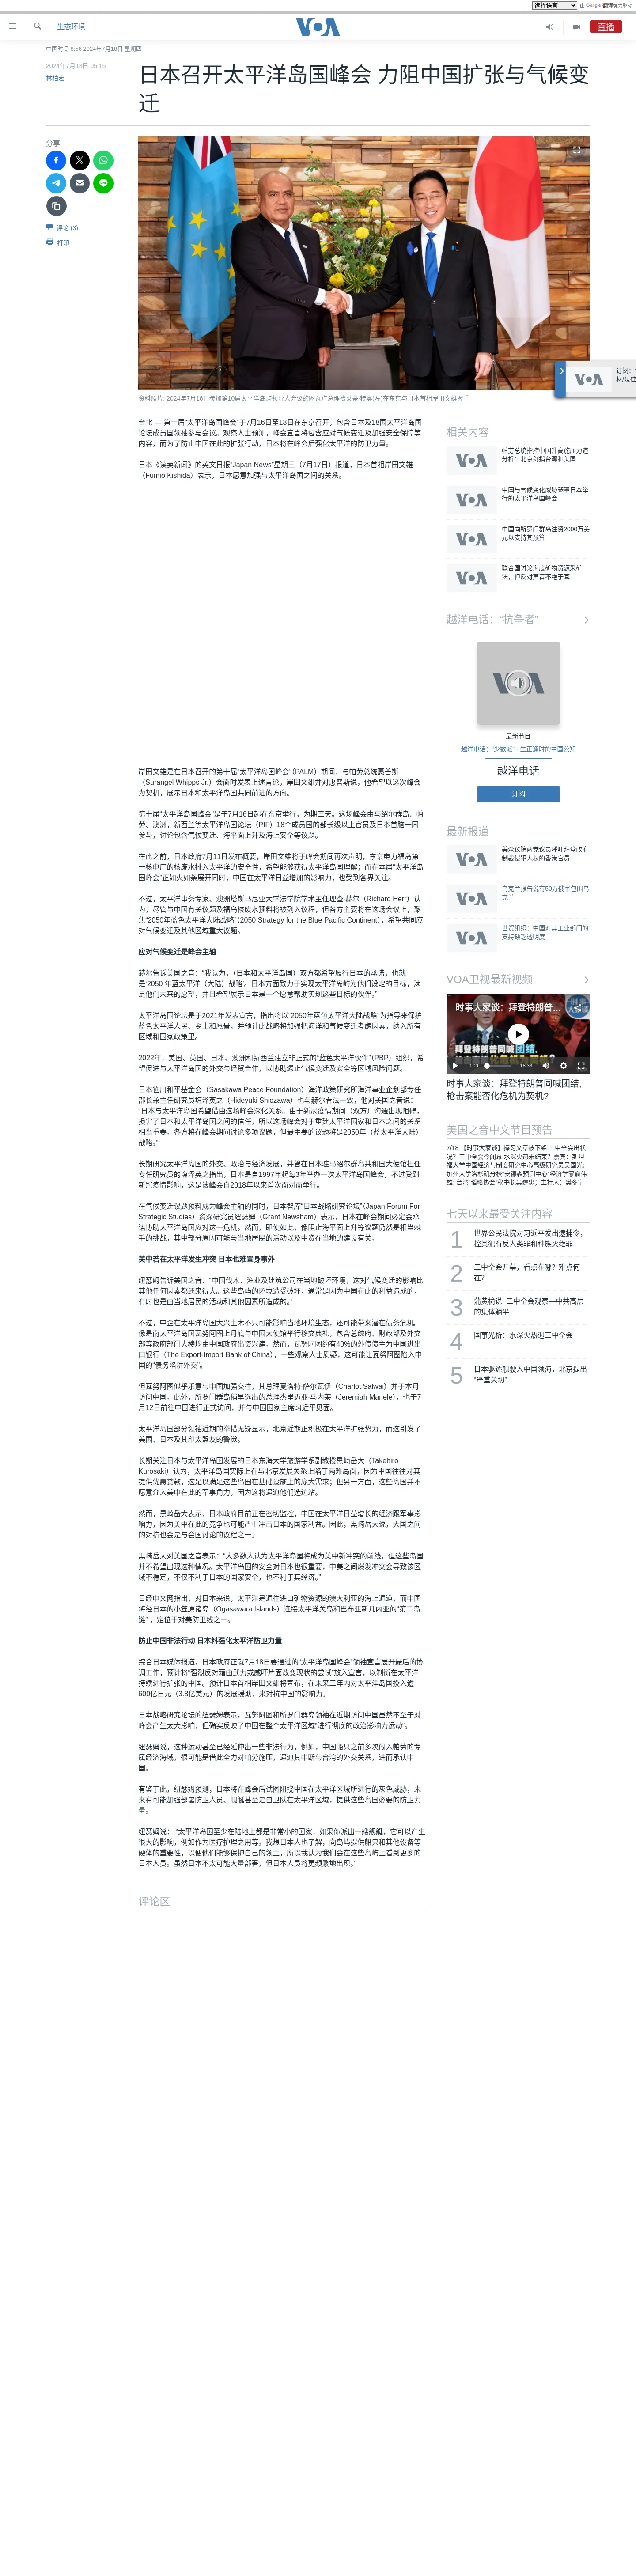 选择语言 由 Google 翻译强力驱动
生态环境
VOA
直播
中国时间 6:56 2024年7月18日 星期四
2024年7月18日 05:15
林柏宏
日本召开太平洋岛国峰会 力阻中国扩张与气候变
迁
分享
评论 (3)
打印
资料照片: 2024年7月16日参加第10届太平洋岛屿领导人会议的图瓦卢总理费莱蒂·特奥(左)在东京与日本首相岸田文雄握手
台北 — 第十届“太平洋岛国峰会”于7月16日至18日在东京召开，包含日本及18国太平洋岛国
论坛成员国领袖参与会议。观察人士预测，峰会宣言将包含应对气候变迁及加强安全保障等
内容，而为了防止中国在此的扩张行动，日本将在峰会后强化太平洋的防卫力量。
日本《读卖新闻》的英文日报“Japan News”星期三（7月17日）报道，日本首相岸田文雄
（Fumio Kishida）表示，日本愿意加强与太平洋岛国之间的关系。
岸田文雄是在日本召开的第十届“太平洋岛国峰会”（PALM）期间，与帕劳总统惠普斯
（Surangel Whipps Jr.）会面时发表上述言论。岸田文雄并对惠普斯说，他希望以这次峰会
为契机，展示日本和太平洋岛国共同前进的方向。
第十届“太平洋岛国峰会”是于7月16日起在东京举行，为期三天。这场峰会由马绍尔群岛、帕
劳、澳洲，新西兰等太平洋岛国论坛（PIF）18个成员国的部长级以上官员及日本首脑一同
参与，讨论包含气候变迁、海平面上升及海上安全等议题。
在此之前，日本政府7月11日发布概要，岸田文雄将于峰会期间再次声明，东京电力福岛第
一核电厂的核废水排入太平洋的安全性，希望能够获得太平洋岛国理解；而在本届“太平洋岛
国峰会”正如火如荼展开同时，中国在太平洋日益增加的影响力，也受到各界关注。
不过，太平洋事务专家、澳洲塔斯马尼亚大学法学院学术主任理查·赫尔（Richard Herr）认
为，尽管与中国有关议题及福岛核废水预料将被列入议程，但各方主要将在这场会议上，聚
焦“2050年蓝色太平洋大陆战略”（2050 Strategy for the Blue Pacific Continent)，希望共同应
对气候变迁及其他区域重大议题。
应对气候变迁是峰会主轴
赫尔告诉美国之音：“我认为，（日本和太平洋岛国）双方都希望履行日本的承诺，也就
是‘2050 年蓝太平洋（大陆）战略’。日本方面致力于实现太平洋岛屿为他们设定的目标，满
足他们未来的愿望，并且希望展示日本是一个愿意帮助实现这些目标的伙伴。”
太平洋岛国论坛是于2021年发表宣言，指出将以“2050年蓝色太平洋大陆战略”为指导来保护
蓝色太平洋人民、乡土和愿景，并预计此战略将加强把海洋和气候变迁考虑因素，纳入所有
区域和国家政策里。
2022年，美国、英国、日本、澳洲和新西兰建立非正式的“蓝色太平洋伙伴”（PBP）组织，希
望促进与太平洋岛国的外交与经贸合作，以协助遏止气候变迁及安全等区域风险问题。
日本笹川和平基金会（Sasakawa Peace Foundation）海洋政策研究所海洋事业企划部专任
部长兼主任研究员塩泽英之（Hideyuki Shiozawa）也与赫尔看法一致，他对美国之音说：
“日本与太平洋岛国希望借由这场峰会深化关系。由于新冠疫情期间（双方）沟通出现阻碍，
损害了日本和太平洋岛国之间的信任，所以这场峰会对于重建太平洋国家和日本之间的关系
相当重要。各方将在峰会期间讨论多项议题，但最主要的议题将是2050年（蓝太平洋大陆）
战略。”
长期研究太平洋岛国的外交、政治与经济发展，并曾在日本驻马绍尔群岛共和国大使馆担任
专任研究员的塩泽英之指出，日本是自1997年起每3年举办一次太平洋岛国峰会，不过受到
新冠疫情影响，这是该峰会自2018年以来首次面对面举行。
在气候变迁议题预料成为峰会主轴的同时，日本智库“日本战略研究论坛”（Japan Forum For
Strategic Studies）资深研究员纽瑟姆（Grant Newsham）表示，日本在峰会期间必定会承
诺协助太平洋岛国应对这一危机。然而，即便如此，像阻止海平面上升等议题仍然是相当棘
手的挑战，其中部分原因可能与当地居民的活动以及中资在当地的建设有关。
美中若在太平洋发生冲突 日本也难置身事外
纽瑟姆告诉美国之音：“中国伐木、渔业及建筑公司在当地破坏环境，这对气候变迁的影响比
其他任何因素都还来得大。这些岛屿的环境遭受破坏，通常是因为中国在此的利益造成的，
有时也是由当地居民的活动和其他因素所造成的。”
不过，中企在太平洋岛国大兴土木不只可能影响当地环境生态，还可能带来潜在债务危机。
像是南太平洋岛国瓦努阿图上月底与中国大使馆举行移交典礼，包含总统府、财政部及外交
部等政府部门大楼均由中国政府出资兴建。然而，瓦努阿图约有40%的外债债主为中国进出
口银行（The Export-Import Bank of China），一些观察人士质疑，这可能让瓦努阿图陷入中
国的“债务陷阱外交”。
但瓦努阿图似乎乐意与中国加强交往，其总理夏洛特·萨尔瓦伊（Charlot Salwai）并于本月
访问中国。此外，所罗门群岛稍早选出的总理杰里迈亚·马内莱（Jeremiah Manele），也于7
月12日前往中国进行正式访问，并与中国国家主席习近平见面。
太平洋岛国部分领袖近期的举措无疑显示，北京近期正积极在太平洋扩张势力，而这引发了
美国、日本及其印太盟友的警觉。
长期关注日本与太平洋岛国发展的日本东海大学旅游学系副教授黑崎岳大（Takehiro
Kurosaki）认为，太平洋岛国实际上在与北京发展关系上陷于两难局面，因为中国往往对其
提供优惠贷款，这足以满足这些岛国在基础设施上的庞大需求；但另一方面，这些岛国并不
愿意介入美中在此的军事角力，因为这将逼迫他们选边站。
然而，黑崎岳大表示，日本政府目前正在密切监控，中国在太平洋日益增长的经济跟军事影
响力，因为美中在此的竞争也可能严重冲击日本的国家利益。因此，黑崎岳大说，大国之间
的对抗也会是与会国讨论的议程之一。
黑崎岳大对美国之音表示：“大多数人认为太平洋岛国将成为美中新冲突的前线，但这些岛国
并不希望出现这种情况。太平洋岛国的安全对日本也很重要，中美之间爆发冲突会导致该区
域不稳定，不仅不利于日本的国家安全，也不利于其经济。”
日经中文网指出，对日本来说，太平洋是通往进口矿物资源的澳大利亚的海上通道，而中国
将经日本的小笠原诸岛（Ogasawara Islands）连接太平洋关岛和巴布亚新几内亚的“第二岛
链” ，定位于对美防卫线之一。
防止中国非法行动 日本料强化太平洋防卫力量
综合日本媒体报道，日本政府正就7月18日要通过的“太平洋岛国峰会”领袖宣言展开最后的协
调工作，预计将“强烈反对藉由武力或威吓片面改变现状的尝试”放入宣言，以制衡在太平洋
持续进行扩张的中国。预计日本首相岸田文雄将宣布，在未来三年内对太平洋岛国投入逾
600亿日元（3.8亿美元）的发展援助，来对抗中国的影响力。
日本战略研究论坛的纽瑟姆表示，瓦努阿图和所罗门群岛领袖在近期访问中国虽然不至于对
峰会产生太大影响，但确实反映了中国在整个太平洋区域“进行彻底的政治影响力运动”。
纽瑟姆说，这种运动甚至已经延伸出一些非法行为，例如，中国船只之前多次闯入帕劳的专
属经济海域，很可能是借此全力对帕劳施压，逼迫其中断与台湾的外交关系，进而承认中
国。
有鉴于此，纽瑟姆预测，日本将在峰会后试图阻挠中国在太平洋区域所进行的灰色威胁，未
来有可能加强部署防卫人员、舰艇甚至是自卫队在太平洋区域，提供这些岛国必要的防卫力
量。
纽瑟姆说： “太平洋岛国至少在陆地上都是非常小的国家，如果你派出一艘舰艇，它可以产生
很大的影响，例如作为医疗护理之用等。我想日本人也了解，向岛屿提供船只和其他设备等
硬体的重要性，以便他们能够保护自己的领土，所以我认为我们会在这些岛屿上看到更多的
日本人员。虽然日本不太可能大量部署，但日本人员将更频繁地出现。”
评论区
订阅：
材/法律
相关内容
帕劳总统指控中国升高施压力道
分析：北京剑指台湾和美国
中国与气候变化威胁笼罩日本举
行的太平洋岛国峰会
中国向所罗门群岛注资2000万美
元以支持其预算
联合国讨论海底矿物资源采矿
法，但反对声音不绝于耳
越洋电话：“抗争者”
最新节目
越洋电话：“少数派” - 生正逢时的中国公知
越洋电话
订阅
最新报道
美众议院两党议员呼吁拜登政府
制裁侵犯人权的香港官员
乌克兰报告说有50万俄军包围乌
克兰
世贸组织：中国对其工业部门的
支持缺乏透明度
VOA卫视最新视频
时事大家谈：拜登特朗普...
拜登特朗普同喊团结,
0:00
18:33
时事大家谈：拜登特朗普同喊团结,
枪击案能否化危机为契机?
美国之音中文节目预告
7/18 【时事大家谈】捧习文章被下架 三中全会出状
况? 三中全会今闭幕 水深火热未结束? 嘉宾：斯坦
福大学中国经济与制度研究中心高级研究员吴国光;
加州大学洛杉矶分校“安德森预测中心”经济学家俞伟
雄: 台湾“韬略协会”秘书长吴建忠；主持人：樊冬宁
七天以来最受关注内容
1 世界公民法院对习近平发出逮捕令，
控其犯有反人类罪和种族灭绝罪
2 三中全会开幕，看点在哪？难点何
在?
3 蒲黄榆说: 三中全会观察—中共高层
的集体躺平
4 国事光析：水深火热迎三中全会
5 日本驱逐舰驶入中国领海，北京提出
“严重关切”